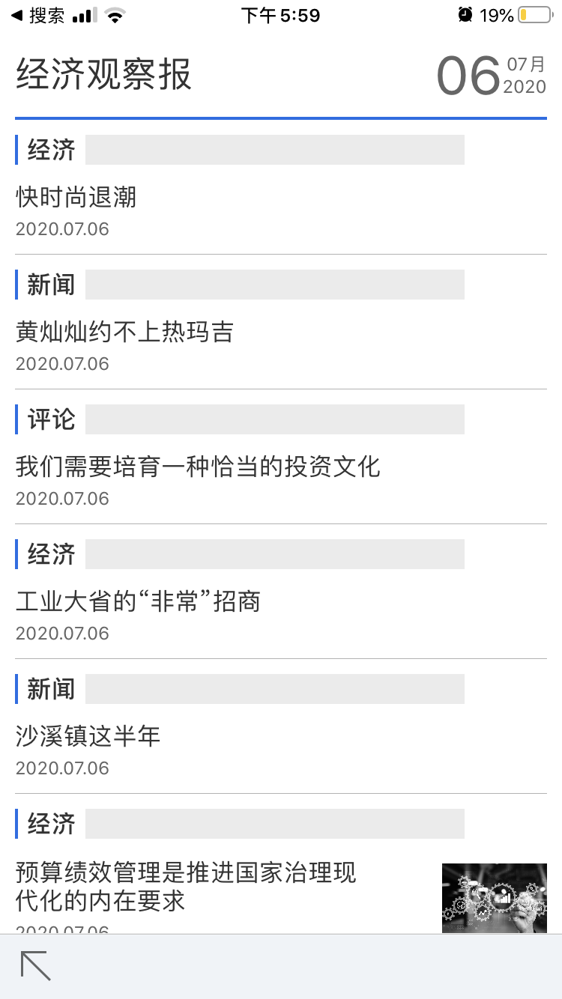 搜索
下午5:59
19%
经济观察报
06
07月
2020
经济
快时尚退潮
2020.07.06
新闻
黄灿灿约不上热玛吉
2020.07.06
评论
我们需要培育一种恰当的投资文化
2020.07.06
经济
工业大省的“非常”招商
2020.07.06
新闻
沙溪镇这半年
2020.07.06
经济
预算绩效管理是推进国家治理现
代化的内在要求
2020.07.06